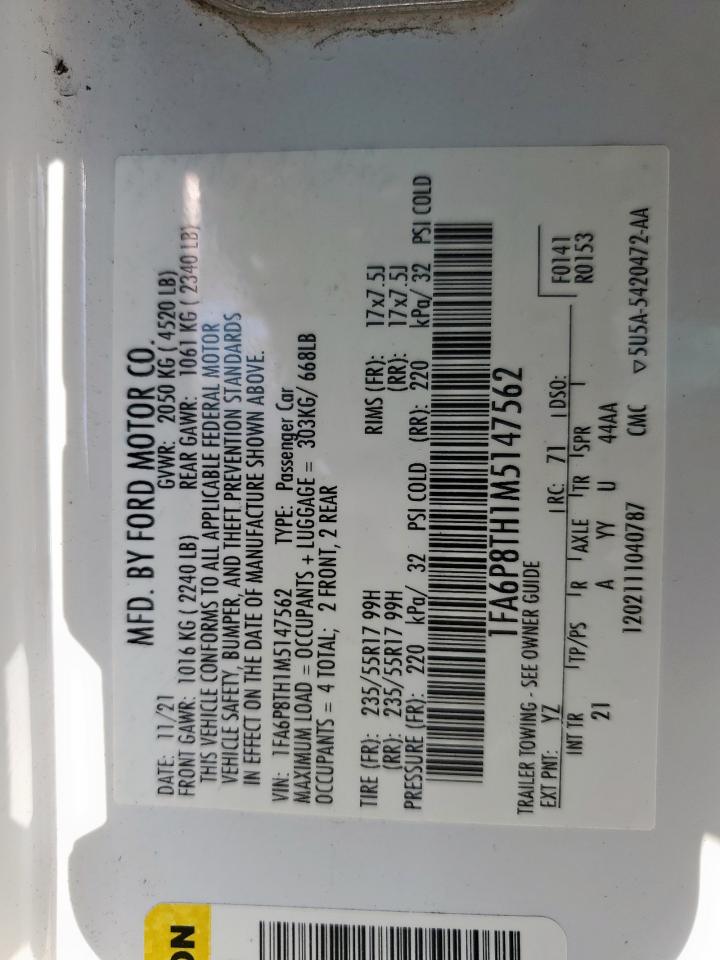 MFD. BY FORD MOTOR CO.
DATE: 11/21 GVWR: 2050 KG ( 4520 LB)
FRONT GAWR: 1016 KG (2240 LB) REAR GAWR: 1061 KG ( 2340 LB)
THIS VEHICLE CONFORMS TO ALL APPLICABLE FEDERAL MOTOR
VEHICLE SAFETY, BUMPER, AND THEFT PREVENTION STANDARDS
IN EFFECT ON THE DATE OF MANUFACTURE SHOWN ABOVE.
VIN: 1FA6P8TH1M5147562 TYPE: Passenger Car
MAXIMUM LOAD = OCCUPANTS + LUGGAGE = 303KG/ 668LB
OCCUPANTS = 4 TOTAL; 2 FRONT, 2 REAR
TIRE (FR): 235/55R17 99H RIMS (FR): 17x7.5J
(RR): 235/55R17 99H (RR): 17x7.5J
PRESSURE (FR): 220 kPa/ 32 PSI COLD (RR): 220 kPa/ 32 PSI COLD
1FA6P8TH1M5147562
TRAILER TOWING - SEE OWNER GUIDE
EXT PNT: YZ RC: 71 DSO: F0141
R0153
INT TR TP/PS R AXLE TR SPR
21 A YY U 44AA
1202111040787 CMC ▽5U5A-5420472-AA
ON